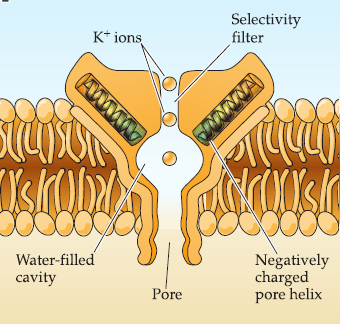 K⁺ ions
Selectivity
filter
Water-filled
cavity
Pore
Negatively
charged
pore helix